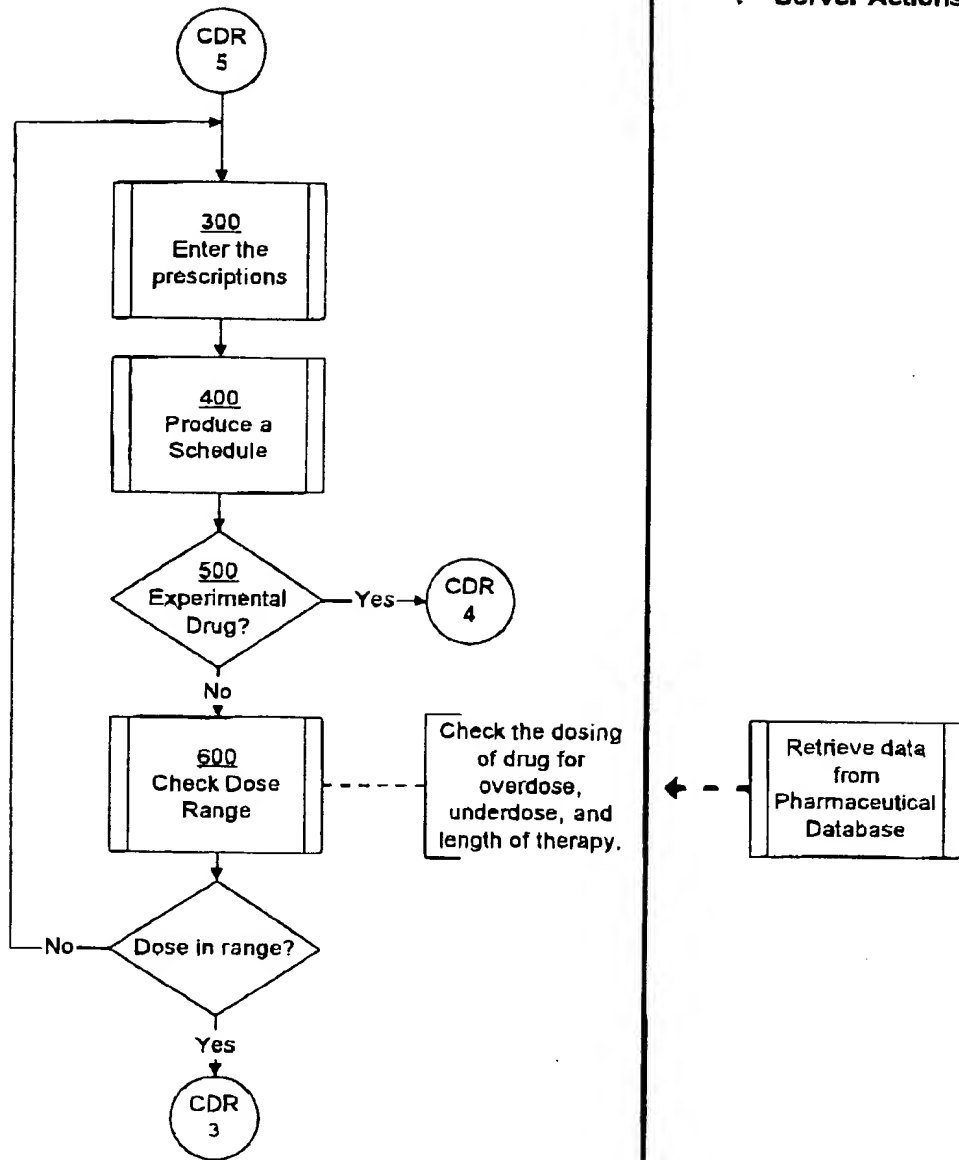 Server Actions
CDR
5
300
Enter the
prescriptions
400
Produce a
Schedule
500
Experimental
Drug?
Yes
CDR
4
No
600
Check Dose
Range
Check the dosing
of drug for
overdose,
underdose, and
length of therapy.
Retrieve data
from
Pharmaceutical
Database
No
Dose in range?
Yes
CDR
3